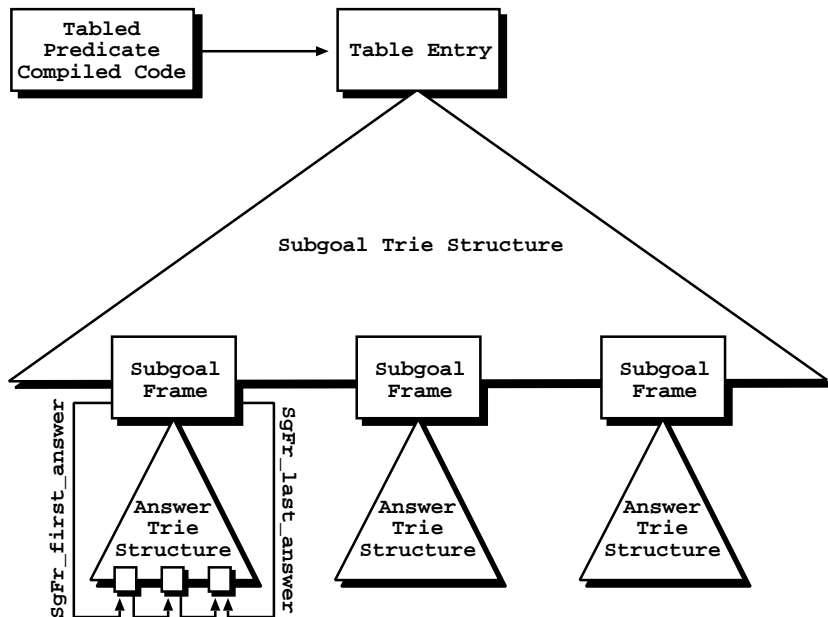 Tabled
Predicate
Compiled Code
Table Entry
Subgoal Trie Structure
Subgoal
Frame
Subgoal
Frame
Subgoal
Frame
SgFr_first_answer
SgFr_last_answer
Answer
Trie
Structure
Answer
Trie
Structure
Answer
Trie
Structure